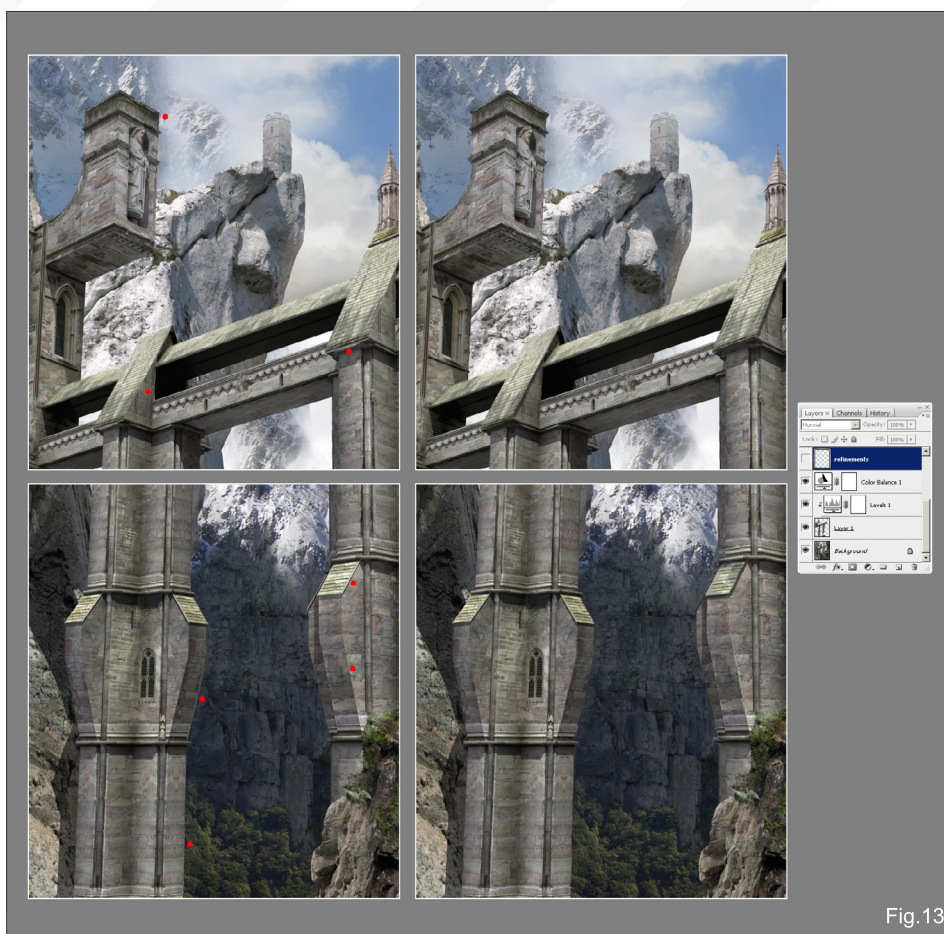 Layers × Channels History
Normal Opacity: 100%
Lock: Fill: 100%
refinements
Color Balance 1
Levels 1
Layer 1
Background
fx.
Fig.13